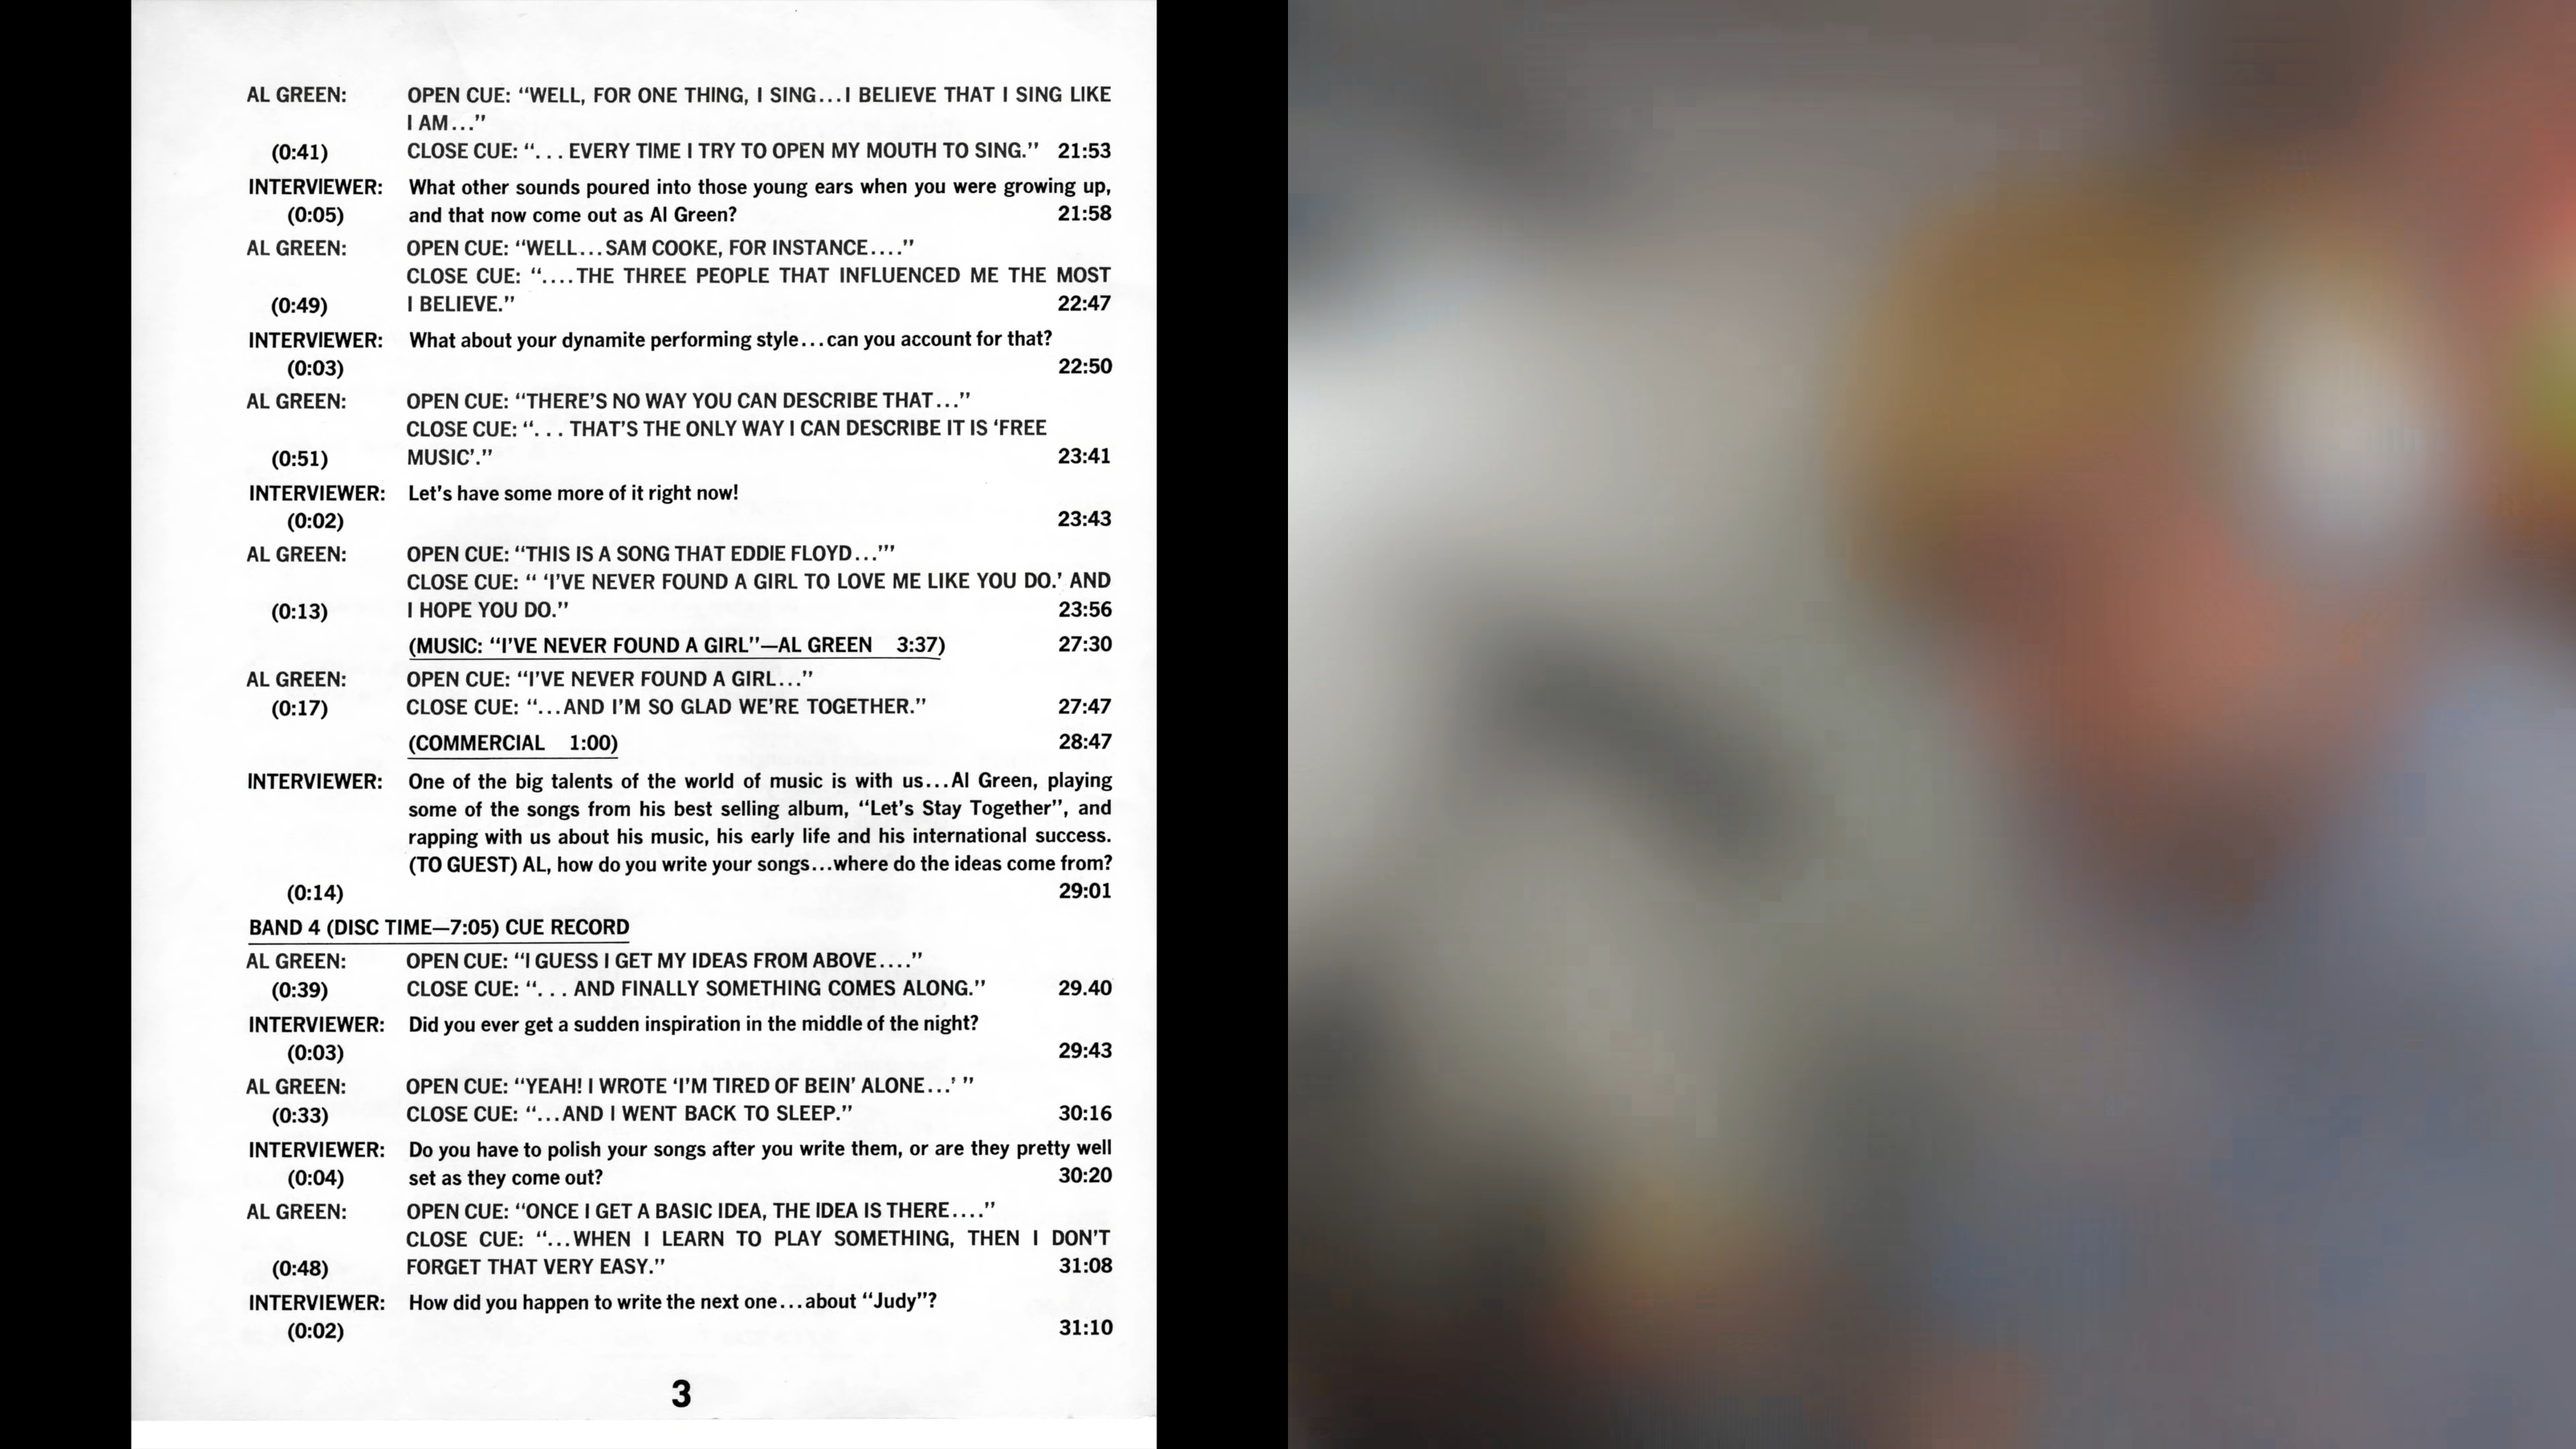 AL GREEN: OPEN CUE: “WELL, FOR ONE THING, I SING...I BELIEVE THAT I SING LIKE
I AM...”
(0:41) CLOSE CUE: “. . . EVERY TIME I TRY TO OPEN MY MOUTH TO SING.” 21:53
INTERVIEWER: What other sounds poured into those young ears when you were growing up,
(0:05) and that now come out as Al Green? 21:58
AL GREEN: OPEN CUE: “WELL...SAM COOKE, FOR INSTANCE....”
CLOSE CUE: “....THE THREE PEOPLE THAT INFLUENCED ME THE MOST
(0:49) I BELIEVE.” 22:47
INTERVIEWER: What about your dynamite performing style...can you account for that?
(0:03) 22:50
AL GREEN: OPEN CUE: “THERE’S NO WAY YOU CAN DESCRIBE THAT...”
CLOSE CUE: “. . . THAT’S THE ONLY WAY I CAN DESCRIBE IT IS ‘FREE
(0:51) MUSIC’.” 23:41
INTERVIEWER: Let’s have some more of it right now!
(0:02) 23:43
AL GREEN: OPEN CUE: “THIS IS A SONG THAT EDDIE FLOYD...’”
CLOSE CUE: “ ‘I’VE NEVER FOUND A GIRL TO LOVE ME LIKE YOU DO.’ AND
(0:13) I HOPE YOU DO.” 23:56
(MUSIC: “I’VE NEVER FOUND A GIRL”—AL GREEN 3:37) 27:30
AL GREEN: OPEN CUE: “I’VE NEVER FOUND A GIRL...”
(0:17) CLOSE CUE: “...AND I’M SO GLAD WE’RE TOGETHER.” 27:47
(COMMERCIAL 1:00) 28:47
INTERVIEWER: One of the big talents of the world of music is with us...Al Green, playing
some of the songs from his best selling album, “Let’s Stay Together”, and
rapping with us about his music, his early life and his international success.
(TO GUEST) AL, how do you write your songs...where do the ideas come from?
(0:14) 29:01
BAND 4 (DISC TIME—7:05) CUE RECORD
AL GREEN: OPEN CUE: “I GUESS I GET MY IDEAS FROM ABOVE....”
(0:39) CLOSE CUE: “. . . AND FINALLY SOMETHING COMES ALONG.” 29.40
INTERVIEWER: Did you ever get a sudden inspiration in the middle of the night?
(0:03) 29:43
AL GREEN: OPEN CUE: “YEAH! I WROTE ‘I’M TIRED OF BEIN’ ALONE...’ ”
(0:33) CLOSE CUE: “...AND I WENT BACK TO SLEEP.” 30:16
INTERVIEWER: Do you have to polish your songs after you write them, or are they pretty well
(0:04) set as they come out? 30:20
AL GREEN: OPEN CUE: “ONCE I GET A BASIC IDEA, THE IDEA IS THERE....”
CLOSE CUE: “...WHEN I LEARN TO PLAY SOMETHING, THEN I DON’T
(0:48) FORGET THAT VERY EASY.” 31:08
INTERVIEWER: How did you happen to write the next one...about “Judy”?
(0:02) 31:10
3